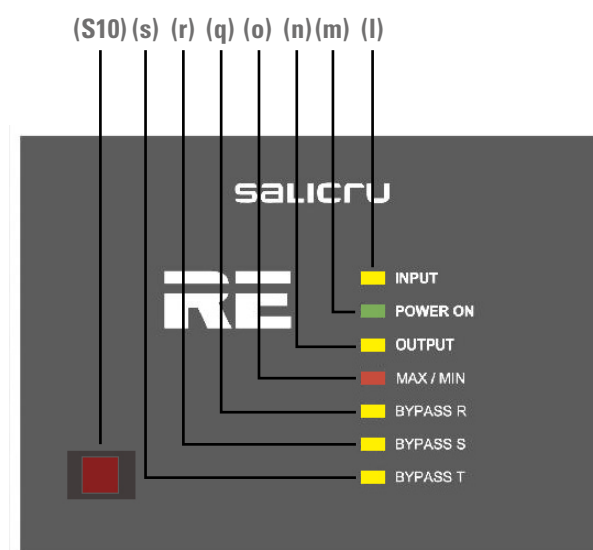 (S10) (s) (r) (q) (o) (n) (m) (l)
salicru
RE
INPUT
POWER ON
OUTPUT
MAX / MIN
BYPASS R
BYPASS S
BYPASS T